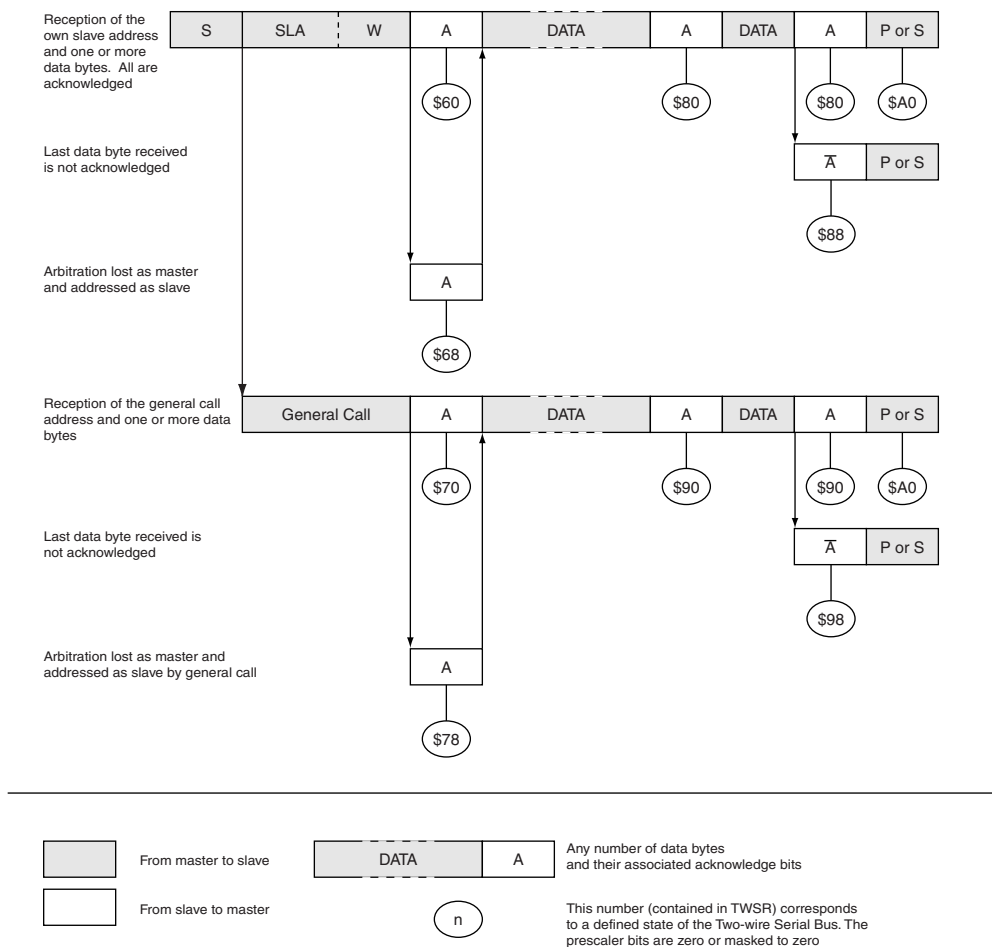 Reception of the
own slave address
and one or more
data bytes.  All are
acknowledged
S SLA W A DATA A DATA A P or S
$60 $80 $80 $A0
Last data byte received
is not acknowledged
A̅ P or S
$88
Arbitration lost as master
and addressed as slave
A
$68
Reception of the general call
address and one or more data
bytes
General Call A DATA A DATA A P or S
$70 $90 $90 $A0
Last data byte received is
not acknowledged
A̅ P or S
$98
Arbitration lost as master and
addressed as slave by general call
A
$78
From master to slave
DATA A
Any number of data bytes
and their associated acknowledge bits
From slave to master
n
This number (contained in TWSR) corresponds
to a defined state of the Two-wire Serial Bus. The
prescaler bits are zero or masked to zero